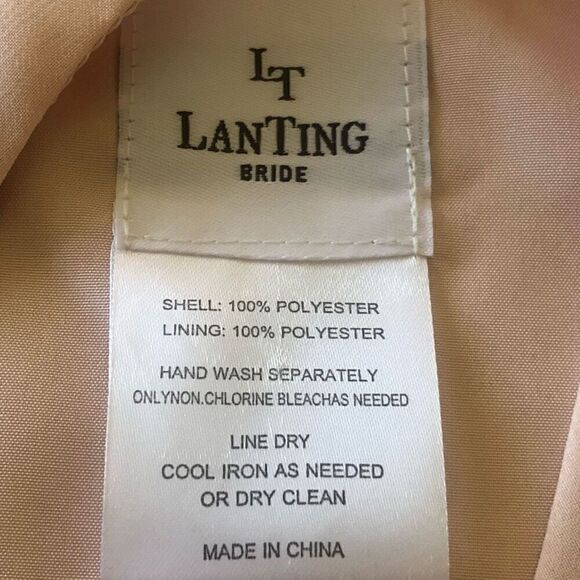 LT
LANTING
BRIDE
SHELL: 100% POLYESTER
LINING: 100% POLYESTER
HAND WASH SEPARATELY
ONLYNON.CHLORINE BLEACHAS NEEDED
LINE DRY
COOL IRON AS NEEDED
OR DRY CLEAN
MADE IN CHINA